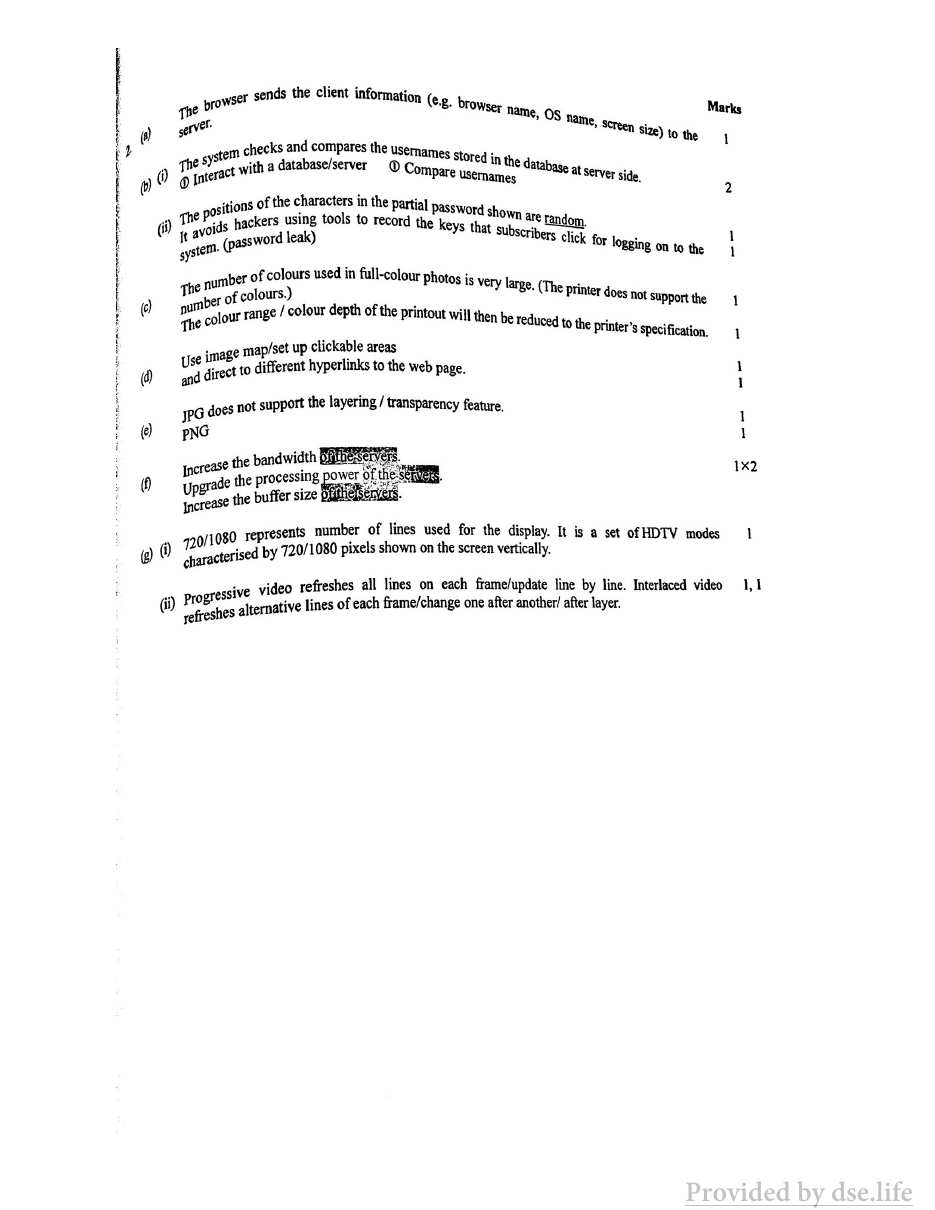 Marks
2 (a) The browser sends the client information (e.g. browser name, OS name, screen size) to the 1
server.
(b) (i) The system checks and compares the usernames stored in the database at server side.
① Interact with a database/server ① Compare usernames 2
(ii) The positions of the characters in the partial password shown are random. 1
It avoids hackers using tools to record the keys that subscribers click for logging on to the 1
system. (password leak)
(c) The number of colours used in full-colour photos is very large. (The printer does not support the 1
number of colours.)
The colour range / colour depth of the printout will then be reduced to the printer's specification. 1
(d) Use image map/set up clickable areas 1
and direct to different hyperlinks to the web page. 1
(e) JPG does not support the layering / transparency feature. 1
PNG 1
(f) Increase the bandwidth of the servers. 1×2
Upgrade the processing power of the servers.
Increase the buffer size of the servers.
(g) (i) 720/1080 represents number of lines used for the display. It is a set of HDTV modes 1
characterised by 720/1080 pixels shown on the screen vertically.
(ii) Progressive video refreshes all lines on each frame/update line by line. Interlaced video 1, 1
refreshes alternative lines of each frame/change one after another/ after layer.
Provided by dse.life